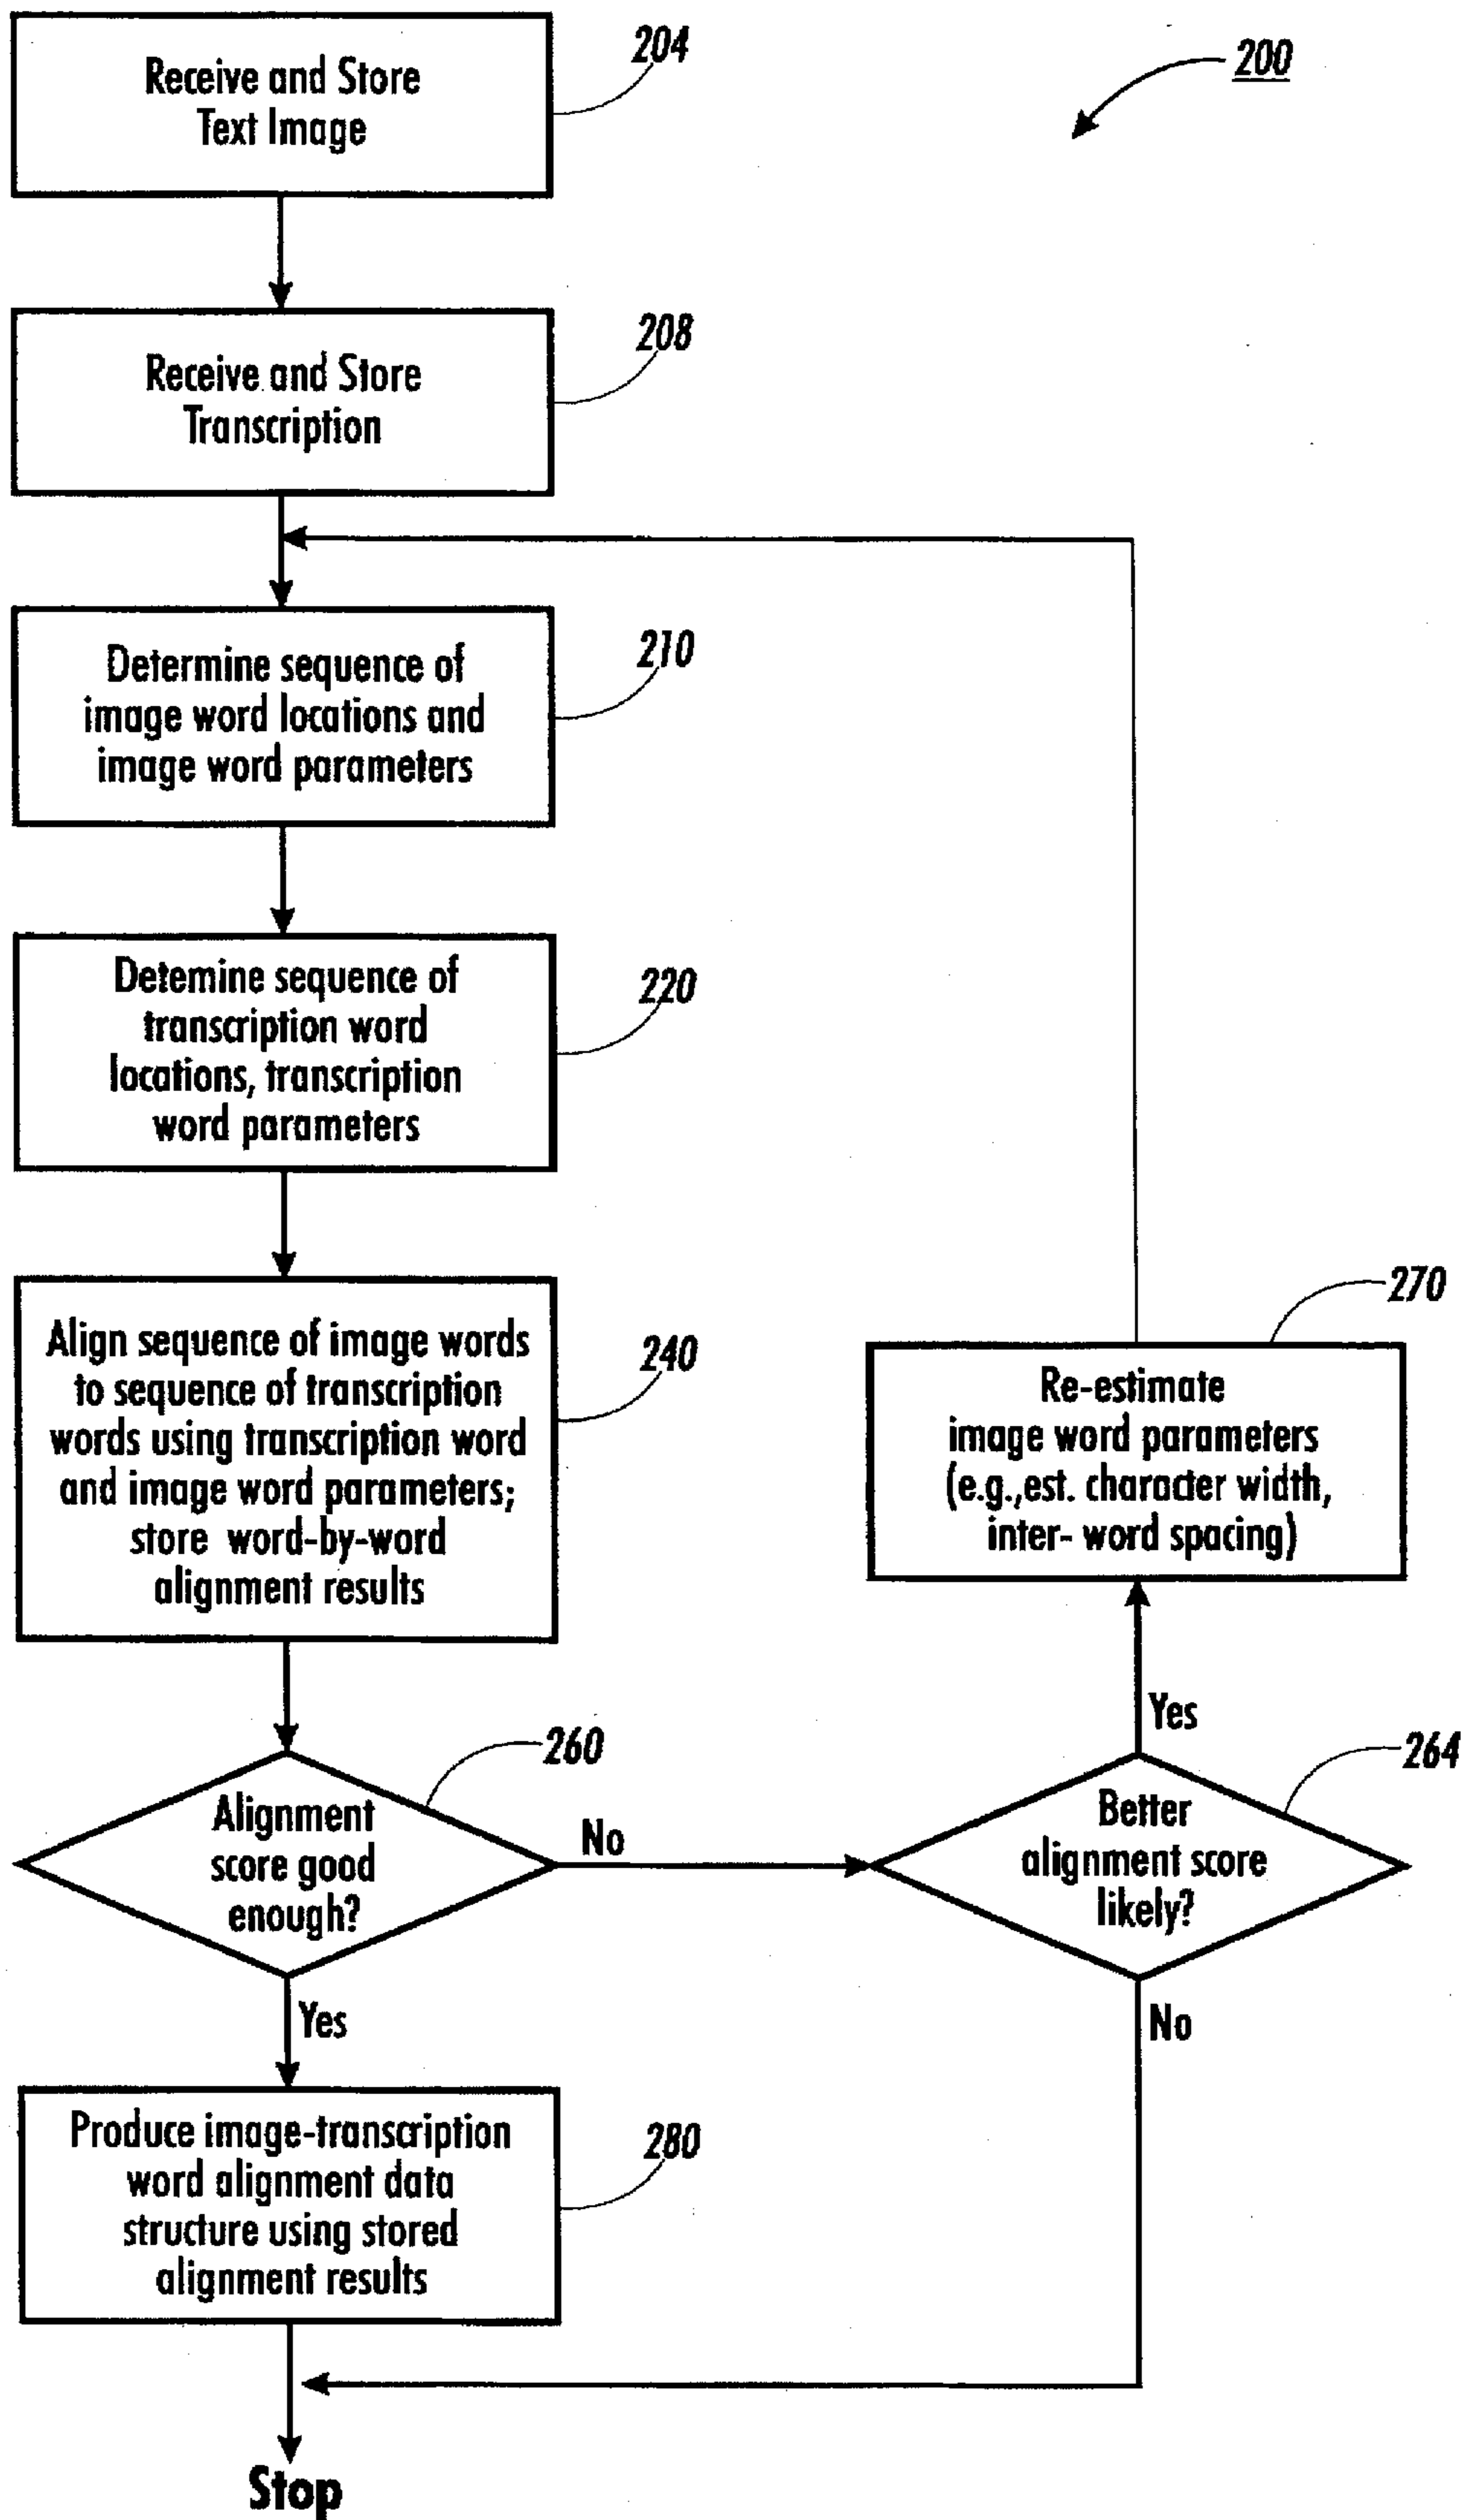 Receive and Store
Text Image
204
200
Receive and Store
Transcription
208
Determine sequence of
image word locations and
image word parameters
210
Detemine sequence of
transcription word
locations, transcription
word parameters
220
Align sequence of image words
to sequence of transcription
words using transcription word
and image word parameters;
store word-by-word
alignment results
240
270
Re-estimate
image word parameters
(e.g.,est. character width,
inter- word spacing)
Yes
260
264
Alignment
score good
enough?
No
Better
alignment score
likely?
Yes
No
Produce image-transcription
word alignment data
structure using stored
alignment results
280
Stop